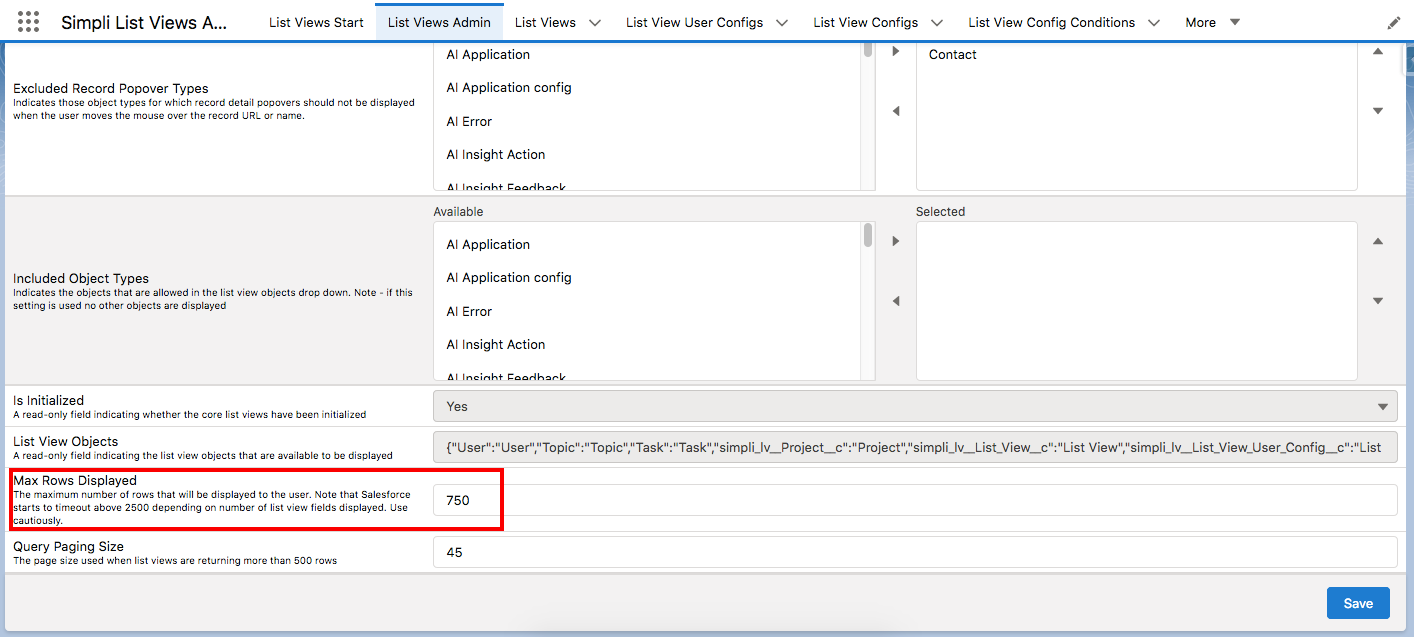 Simpli List Views A... List Views Start List Views Admin List Views List View User Configs List View Configs List View Config Conditions More
AI Application Contact
AI Application config
Excluded Record Popover Types
Indicates those object types for which record detail popovers should not be displayed
when the user moves the mouse over the record URL or name.
AI Error
AI Insight Action
AI Insight Feedback
Available Selected
AI Application
AI Application config
Included Object Types
Indicates the objects that are allowed in the list view objects drop down. Note - if this
setting is used no other objects are displayed
AI Error
AI Insight Action
AI Insight Feedback
Is Initialized
A read-only field indicating whether the core list views have been initialized
Yes
List View Objects
A read-only field indicating the list view objects that are available to be displayed
{"User":"User","Topic":"Topic","Task":"Task","simpli_lv__Project__c":"Project","simpli_lv__List_View__c":"List View","simpli_lv__List_View_User_Config__c":"List
Max Rows Displayed
The maximum number of rows that will be displayed to the user. Note that Salesforce
starts to timeout above 2500 depending on number of list view fields displayed. Use
cautiously.
750
Query Paging Size
The page size used when list views are returning more than 500 rows
45
Save